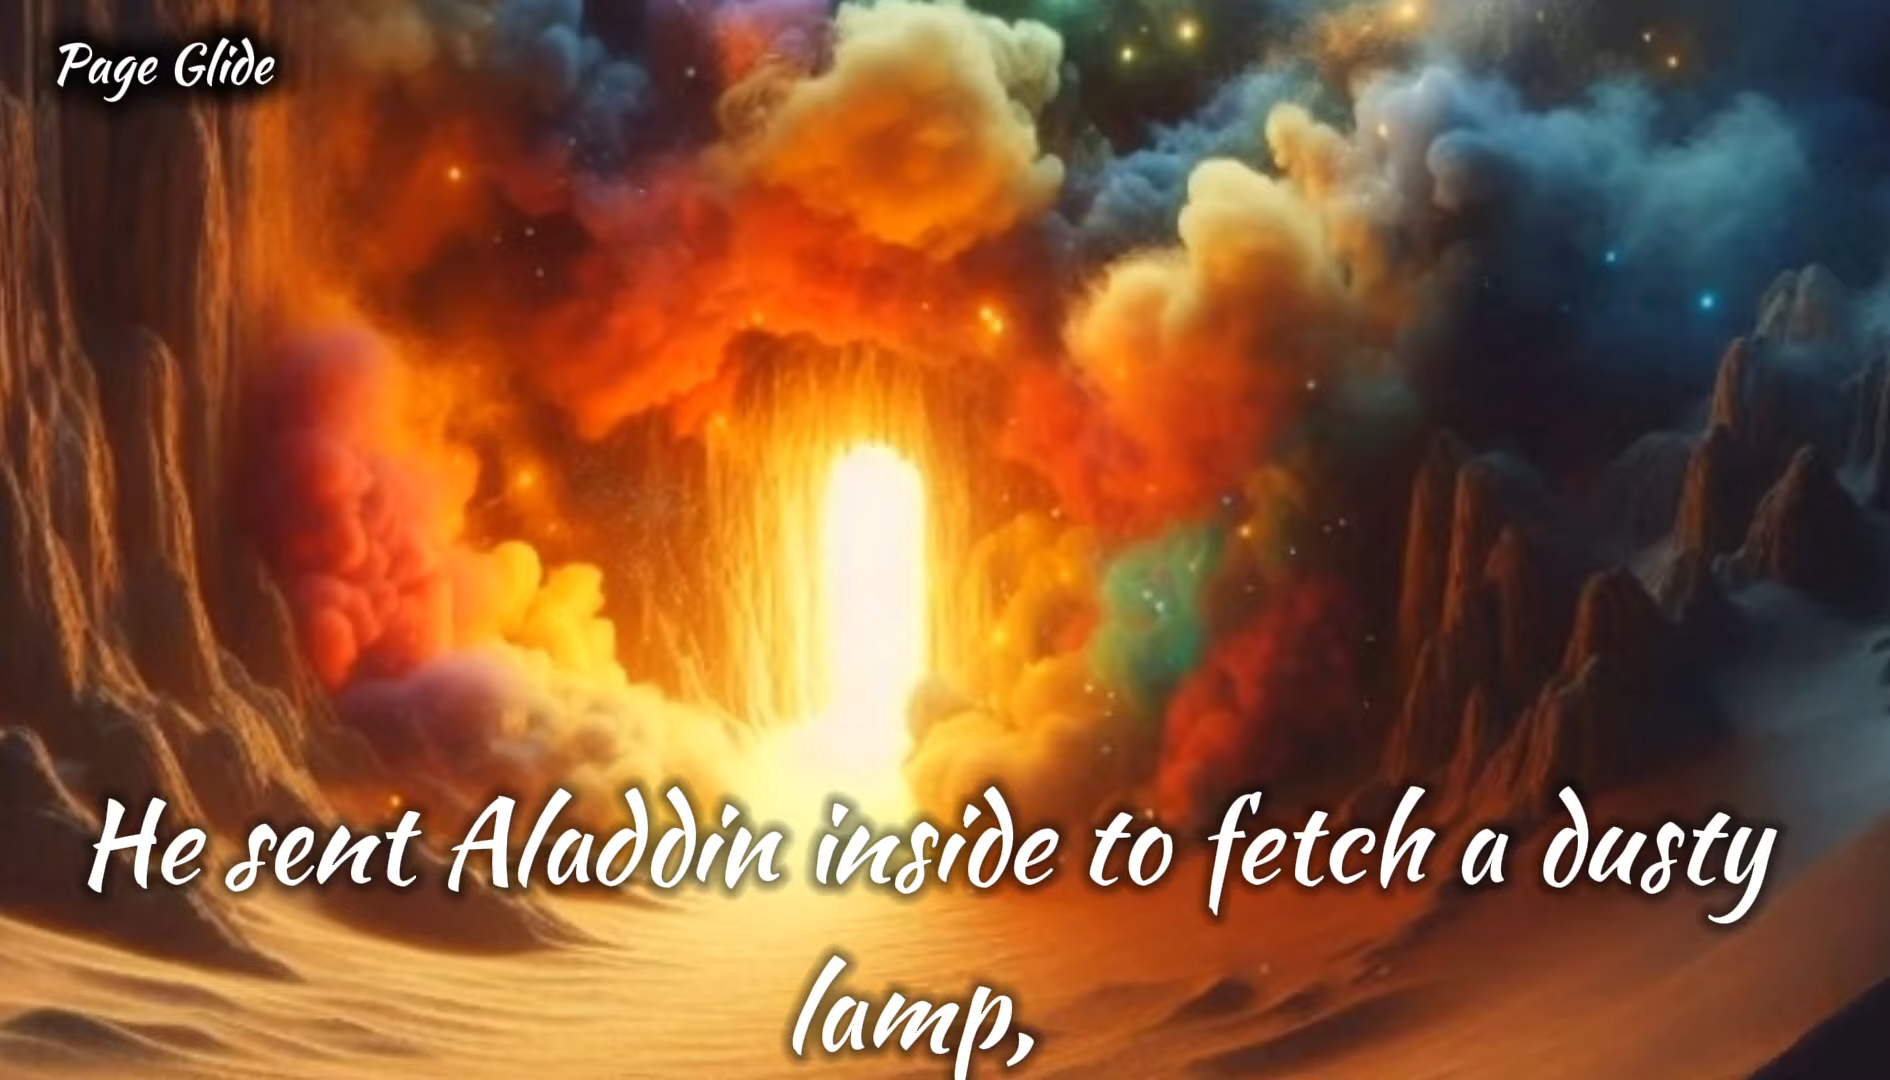 Page Glide
He sent Aladdin inside to fetch a dusty
lamp,